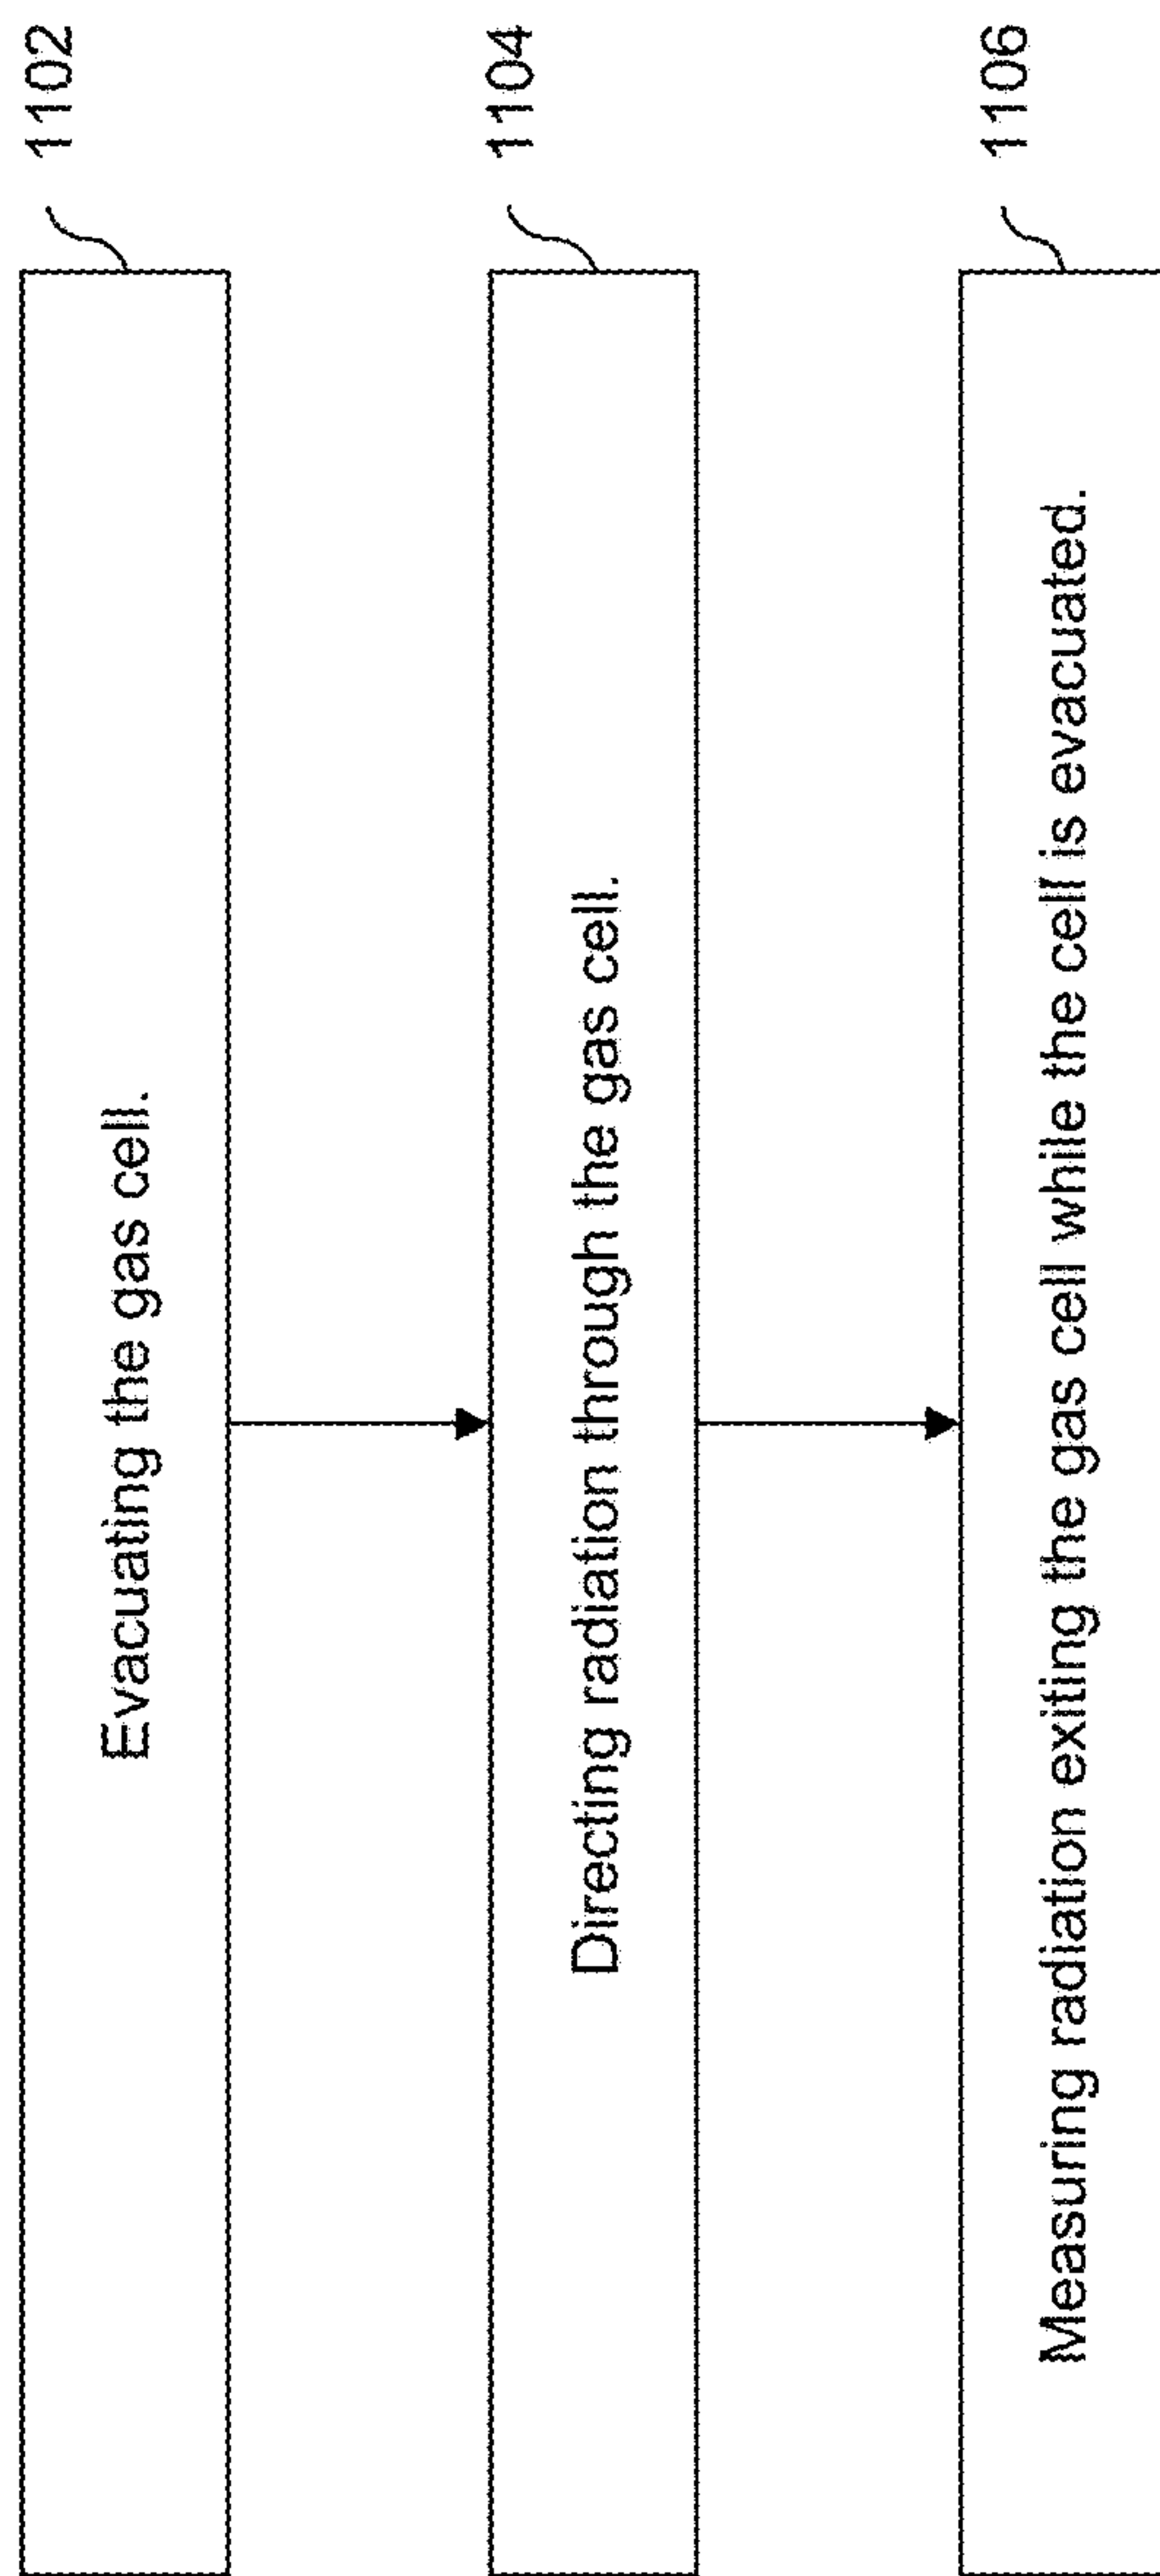 Evacuating the gas cell.
1102
Directing radiation through the gas cell.
1104
Measuring radiation exiting the gas cell while the cell is evacuated.
1106